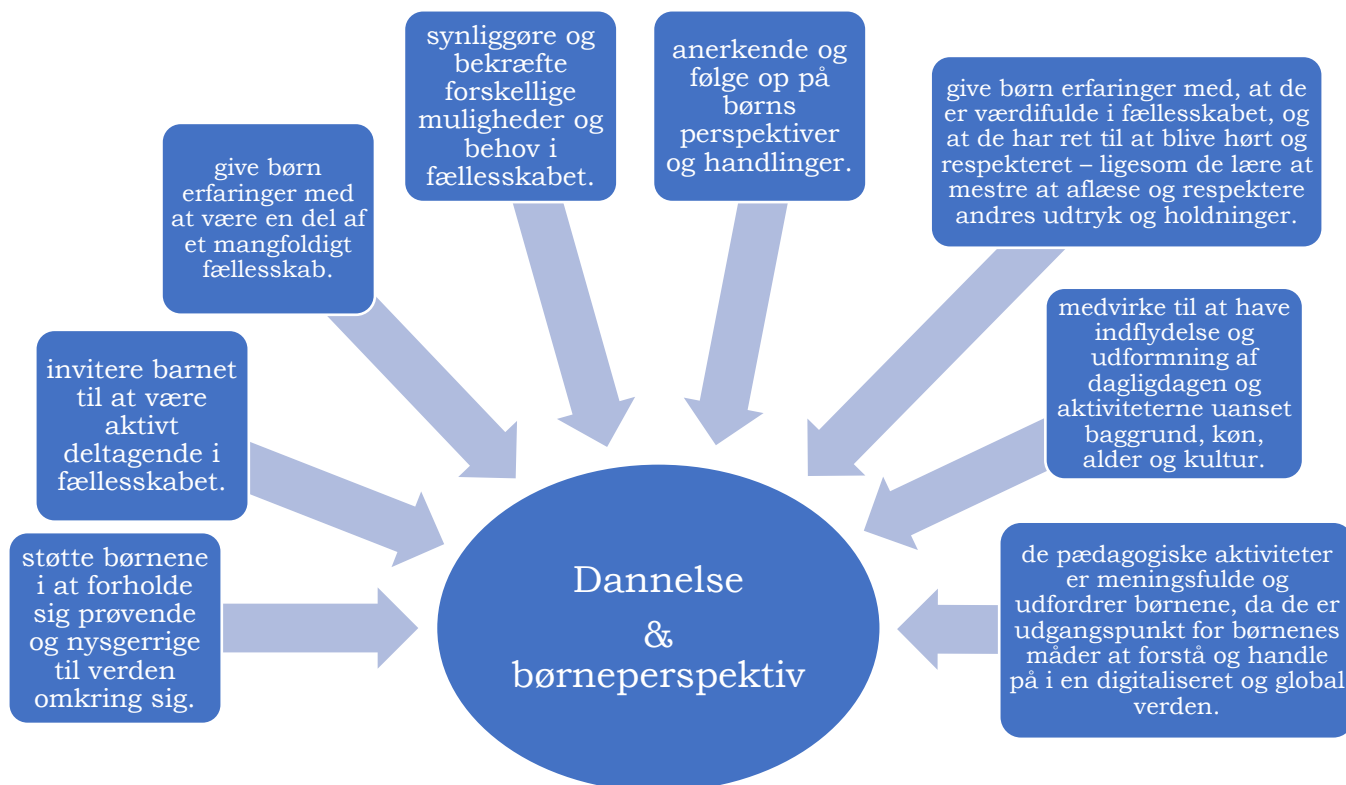 synliggøre og
bekræfte
forskellige
muligheder og
behov i
fællesskabet.
anerkende og
følge op på
børns
perspektiver
og handlinger.
give børn erfaringer med, at de
er værdifulde i fællesskabet, og
at de har ret til at blive hørt og
respekteret – ligesom de lære at
mestre at aflæse og respektere
andres udtryk og holdninger.
give børn
erfaringer med
at være en del af
et mangfoldigt
fællesskab.
medvirke til at have
indflydelse og
udformning af
dagligdagen og
aktiviteterne uanset
baggrund, køn,
alder og kultur.
invitere barnet
til at være
aktivt
deltagende i
fællesskabet.
støtte børnene
i at forholde
sig prøvende
og nysgerrige
til verden
omkring sig.
de pædagogiske aktiviteter
er meningsfulde og
udfordrer børnene, da de er
udgangspunkt for børnenes
måder at forstå og handle
på i en digitaliseret og global
verden.
Dannelse
&
børneperspektiv